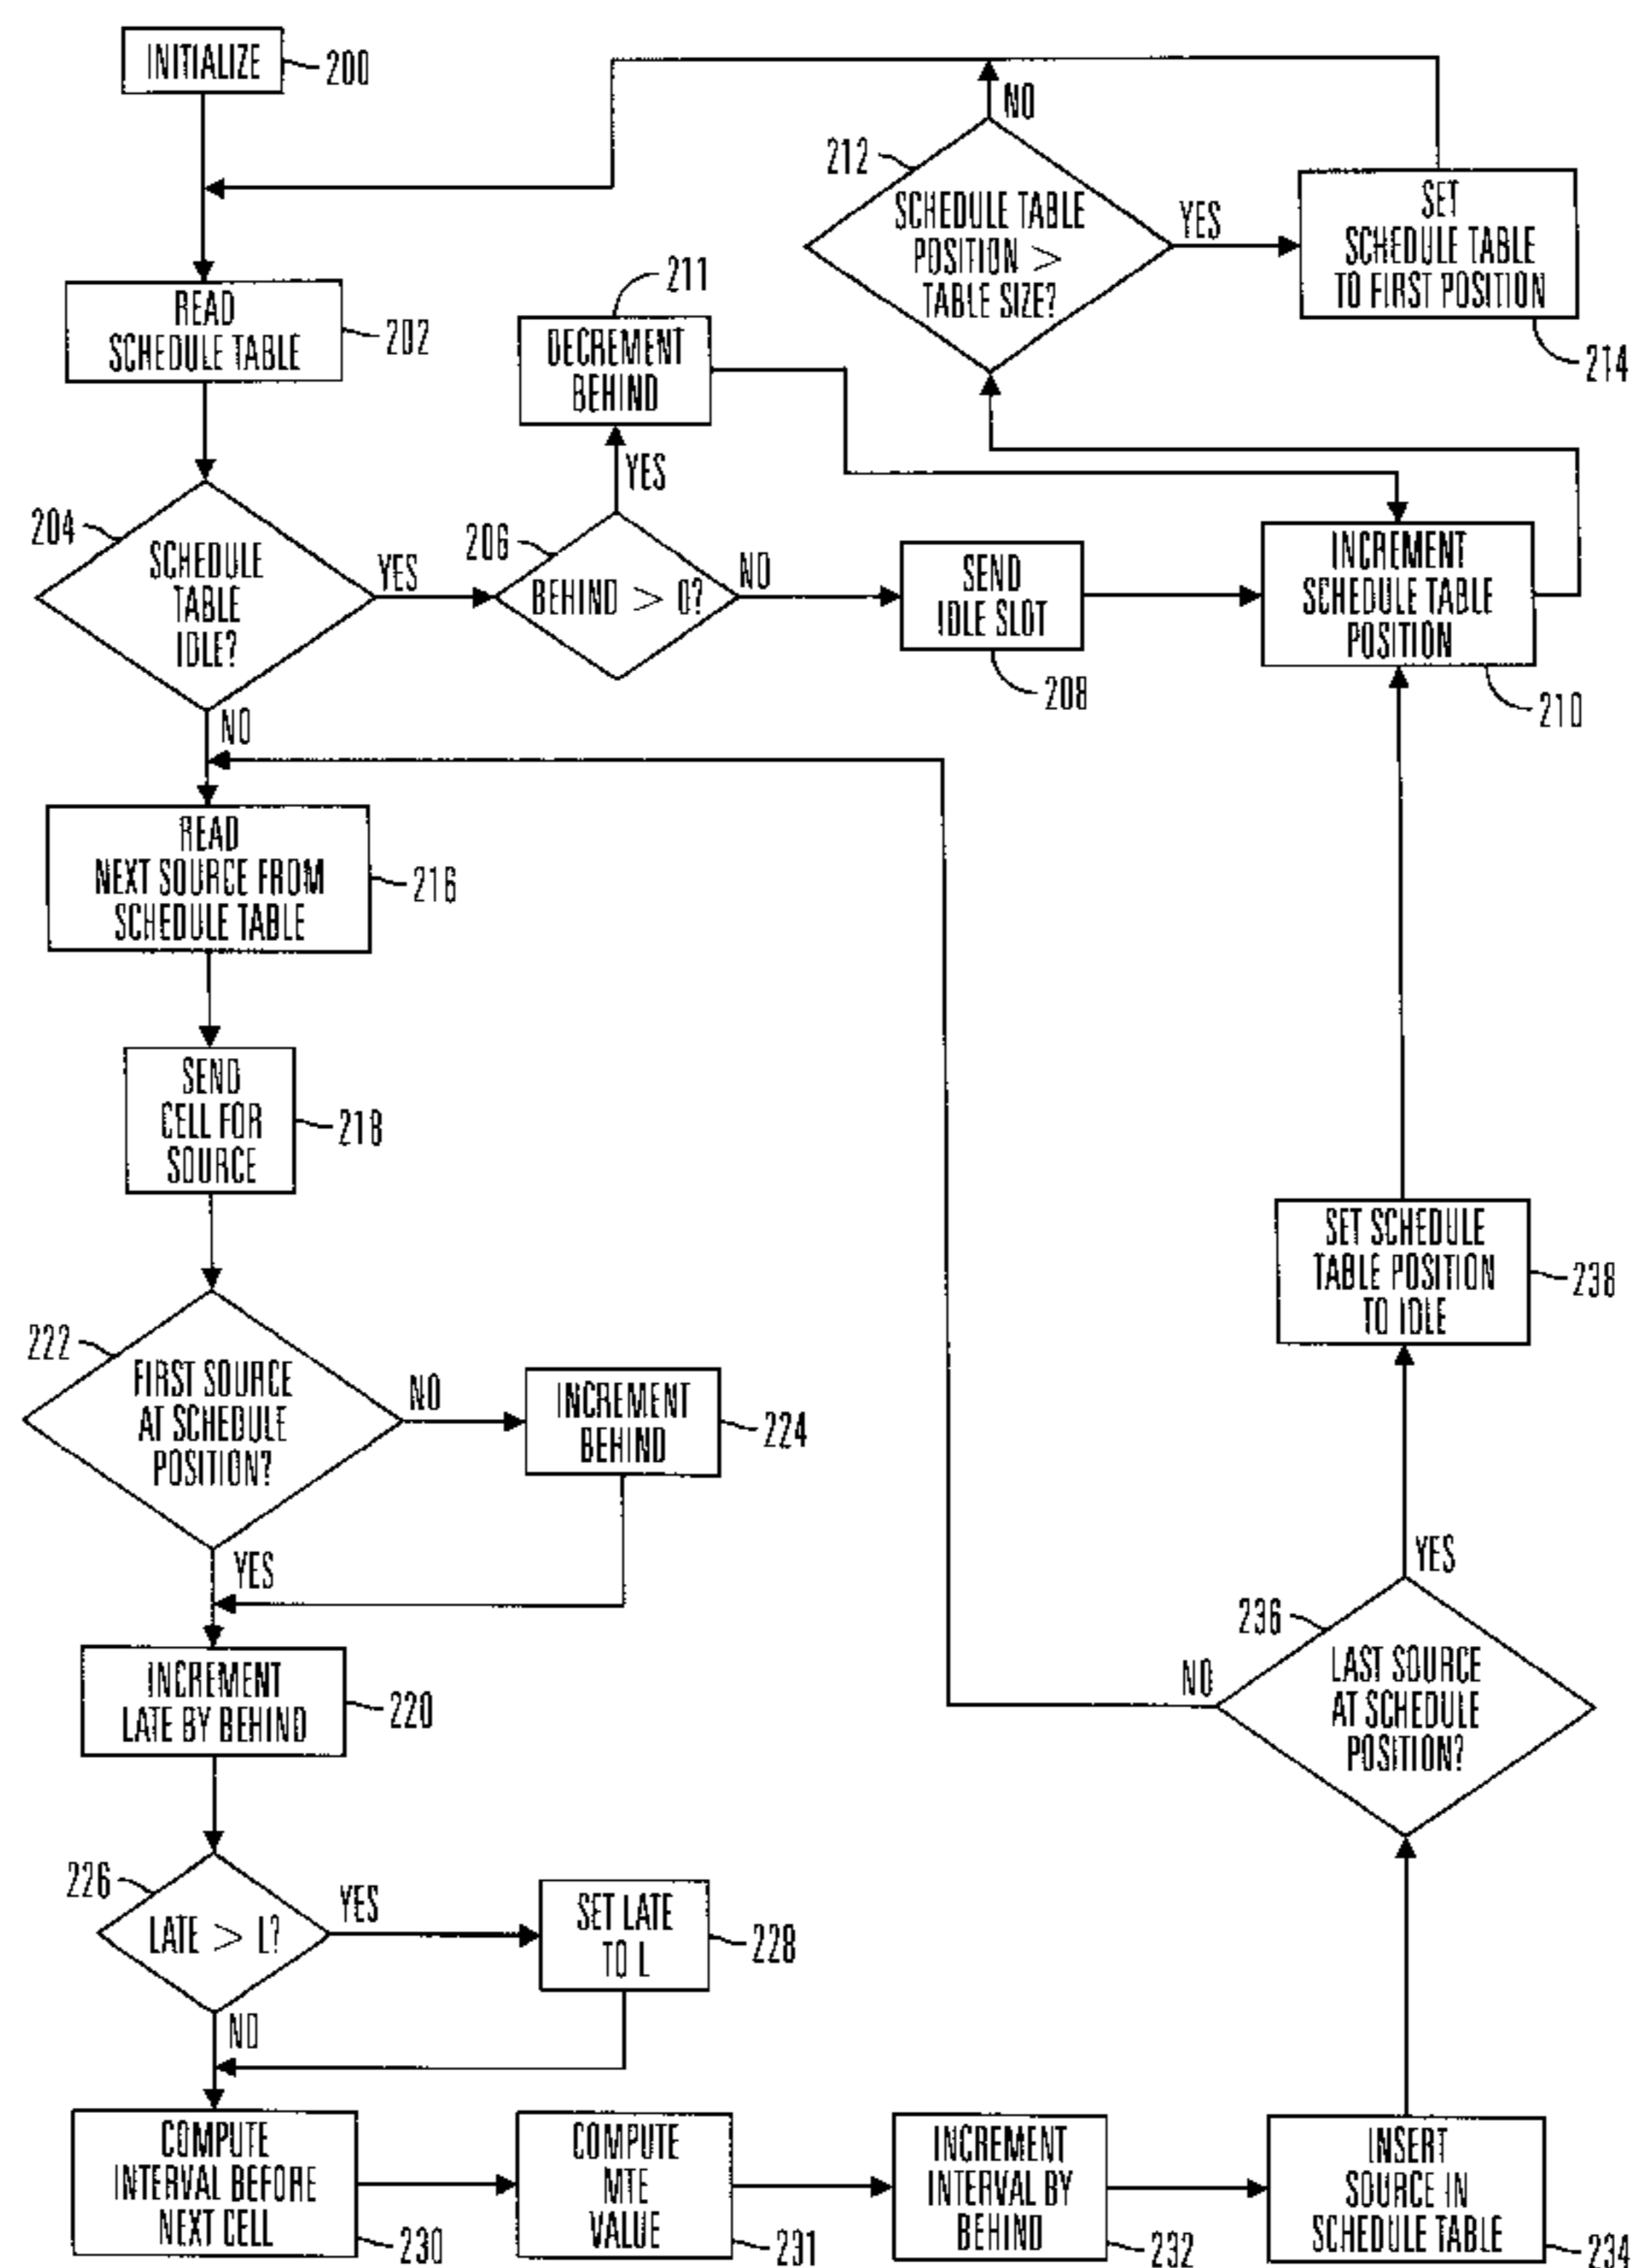 INITIALIZE
200
READ
SCHEDULE TABLE
202
SCHEDULE
TABLE
IDLE?
204
YES
NO
BEHIND > 0?
206
YES
NO
DECREMENT
BEHIND
211
SEND
IDLE SLOT
208
INCREMENT
SCHEDULE TABLE
POSITION
210
SCHEDULE TABLE
POSITION >
TABLE SIZE?
212
NO
YES
SET
SCHEDULE TABLE
TO FIRST POSITION
214
READ
NEXT SOURCE FROM
SCHEDULE TABLE
216
SEND
CELL FOR
SOURCE
218
FIRST SOURCE
AT SCHEDULE
POSITION?
222
NO
YES
INCREMENT
BEHIND
224
INCREMENT
LATE BY BEHIND
220
LATE > L?
226
YES
NO
SET LATE
TO L
228
COMPUTE
INTERVAL BEFORE
NEXT CELL
230
COMPUTE
MTE
VALUE
231
INCREMENT
INTERVAL BY
BEHIND
232
INSERT
SOURCE IN
SCHEDULE TABLE
234
LAST SOURCE
AT SCHEDULE
POSITION?
236
NO
YES
SET SCHEDULE
TABLE POSITION
TO IDLE
238